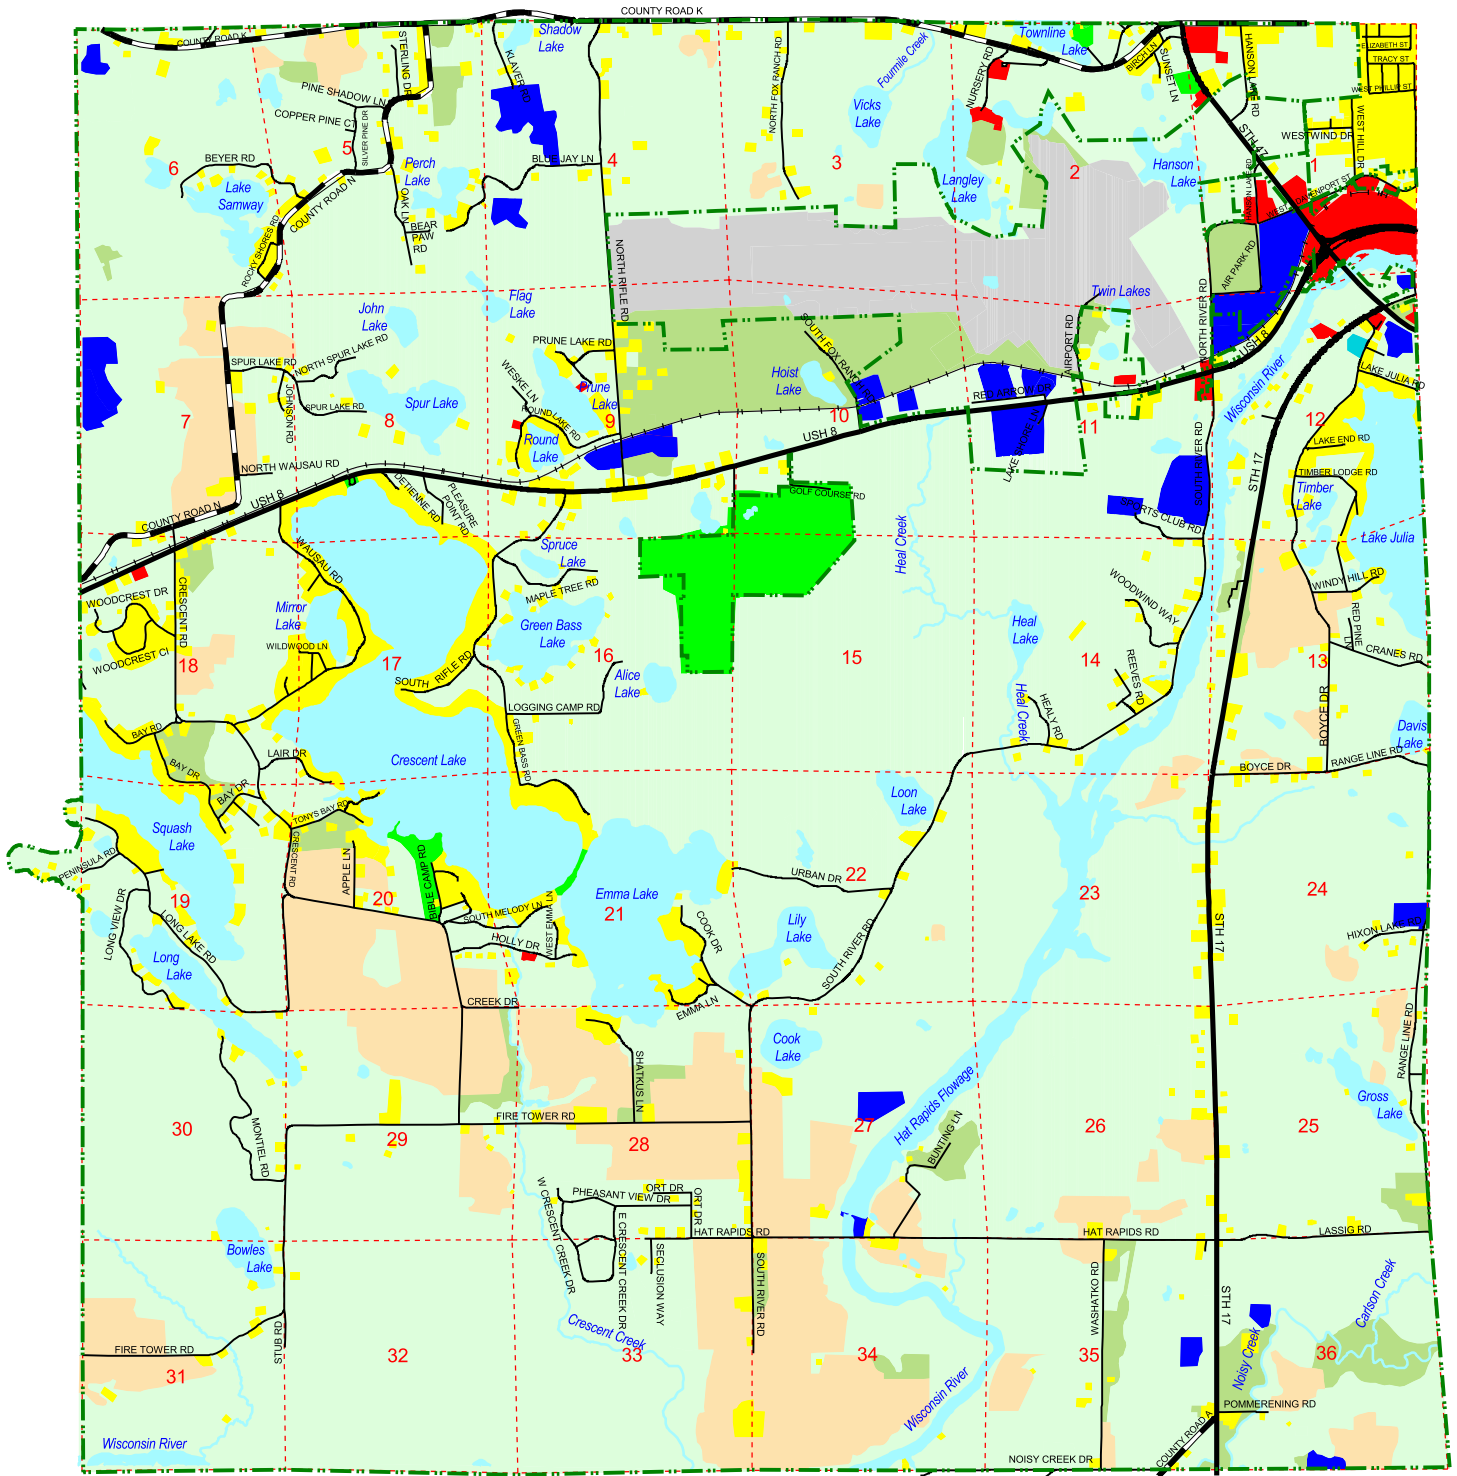 COUNTY ROAD K
COUNTY ROAD K
Shadow
Lake
Townline
Lake
STERLING DR
KLAVER RD
NORTH FOX RANCH RD
Fourmile Creek
NURSERY RD
BIRCH LN
SUNSET LN
HANSON LAKE RD
ELIZABETH ST
TRACY ST
WEST PHILLIP ST
PINE SHADOW LN
COPPER PINE CT
SILVER PINE DR
Vicks
Lake
STH 47
WESTWIND DR
WEST HILL DR
6
BEYER RD
5
Perch
Lake
BLUE JAY LN
4
3
2
Hanson
Lake
1
Lake
Samway
COUNTY ROAD N
OAK LN
BEAR
PAW
RD
Langley
Lake
HANSON LAKE RD
WEST DAVENPORT ST
ROCKY SHORES RD
NORTH RIFLE RD
AIR PARK RD
NORTH RIVER RD
John
Lake
Flag
Lake
Twin Lakes
SPUR LAKE RD
NORTH SPUR LAKE RD
PRUNE LAKE RD
SOUTH FOX RANCH RD
AIRPORT RD
USH 8
Wisconsin River
JOHNSON RD
SPUR LAKE RD
Spur Lake
WESKE LN
Prune
Lake
Hoist
Lake
RED ARROW DR
LAKE JULIA RD
7
8
ROUND LAKE RD
9
10
LAKE SHORE LN
11
12
Round
Lake
USH 8
LAKE END RD
NORTH WAUSAU RD
USH 8
DETIENNE RD
PLEASURE
POINT RD
GOLF COURSE RD
SOUTH RIVER RD
STH 17
TIMBER LODGE RD
Timber
Lake
COUNTY ROAD N
SPORTS CLUB RD
Lake Julia
WAUSAU RD
Spruce
Lake
Heal Creek
WOODCREST DR
CRESCENT RD
MAPLE TREE RD
WOODWIND WAY
WINDY HILL RD
Mirror
Lake
Green Bass
Lake
Heal
Lake
RED PINE
LN
WOODCREST CI
18
WILDWOOD LN
17
SOUTH RIFLE RD
16
Alice
Lake
15
14
REEVES RD
13
CRANES RD
LOGGING CAMP RD
Heal Creek
HEALY RD
BOYCE DR
Davis
Lake
BAY RD
LAIR DR
Crescent Lake
GREEN BASS RD
BAY DR
BOYCE DR
RANGE LINE RD
BAY DR
Loon
Lake
Squash
Lake
TONYS BAY RD
PENINSULA RD
CRESCENT RD
APPLE LN
BIBLE CAMP RD
URBAN DR
22
LONG VIEW DR
19
20
Emma Lake
21
23
24
LONG LAKE RD
SOUTH MELODY LN
WEST EMMA LN
COOK DR
Lily
Lake
SOUTH RIVER RD
STH 17
HIXON LAKE RD
HOLLY DR
Long
Lake
CREEK DR
EMMA LN
RANGE LINE RD
Cook
Lake
SHATKUS LN
Hat Rapids Flowage
Gross
Lake
FIRE TOWER RD
30
MONTIEL RD
29
28
27
BUNTING LN
26
25
W CRESCENT CREEK DR
PHEASANT VIEW DR
ORT DR
ORT DR
E CRESCENT CREEK DR
HAT RAPIDS RD
HAT RAPIDS RD
LASSIG RD
Bowles
Lake
SECLUSION WAY
SOUTH RIVER RD
WASHATKO RD
STH 17
Carlson Creek
Crescent Creek
FIRE TOWER RD
STUB RD
31
32
33
34
35
Noisy Creek
36
Wisconsin River
POMMERENING RD
Wisconsin River
COUNTY ROAD A
NOISY CREEK DR